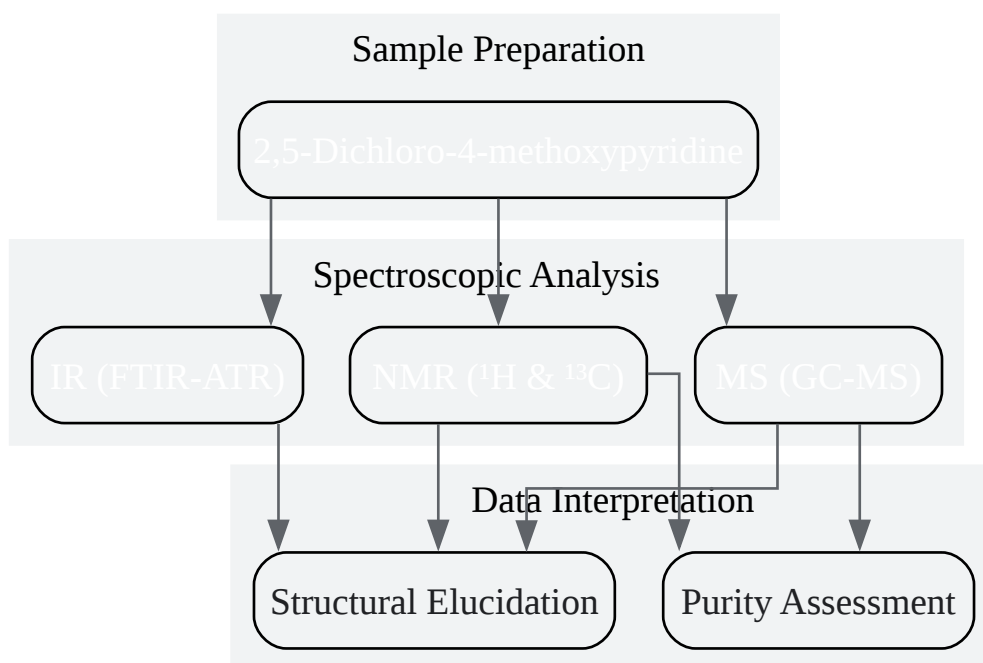 Sample Preparation
2,5-Dichloro-4-methoxypyridine
Spectroscopic Analysis
IR (FTIR-ATR)
NMR (¹H & ¹³C)
MS (GC-MS)
Data Interpretation
Structural Elucidation
Purity Assessment